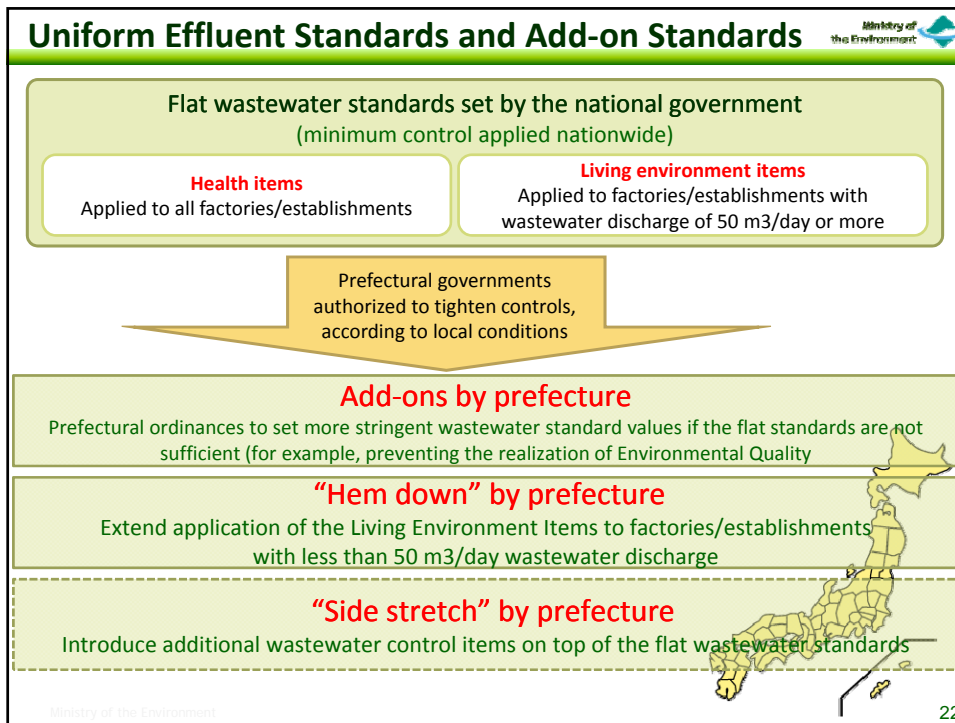 Uniform Effluent Standards and Add-on Standards
Ministry of
the Environment
Flat wastewater standards set by the national government
(minimum control applied nationwide)
Health items
Applied to all factories/establishments
Living environment items
Applied to factories/establishments with
wastewater discharge of 50 m3/day or more
Prefectural governments
authorized to tighten controls,
according to local conditions
Add-ons by prefecture
Prefectural ordinances to set more stringent wastewater standard values if the flat standards are not
sufficient (for example, preventing the realization of Environmental Quality
“Hem down” by prefecture
Extend application of the Living Environment Items to factories/establishments
with less than 50 m3/day wastewater discharge
“Side stretch” by prefecture
Introduce additional wastewater control items on top of the flat wastewater standards
Ministry of the Environment
22